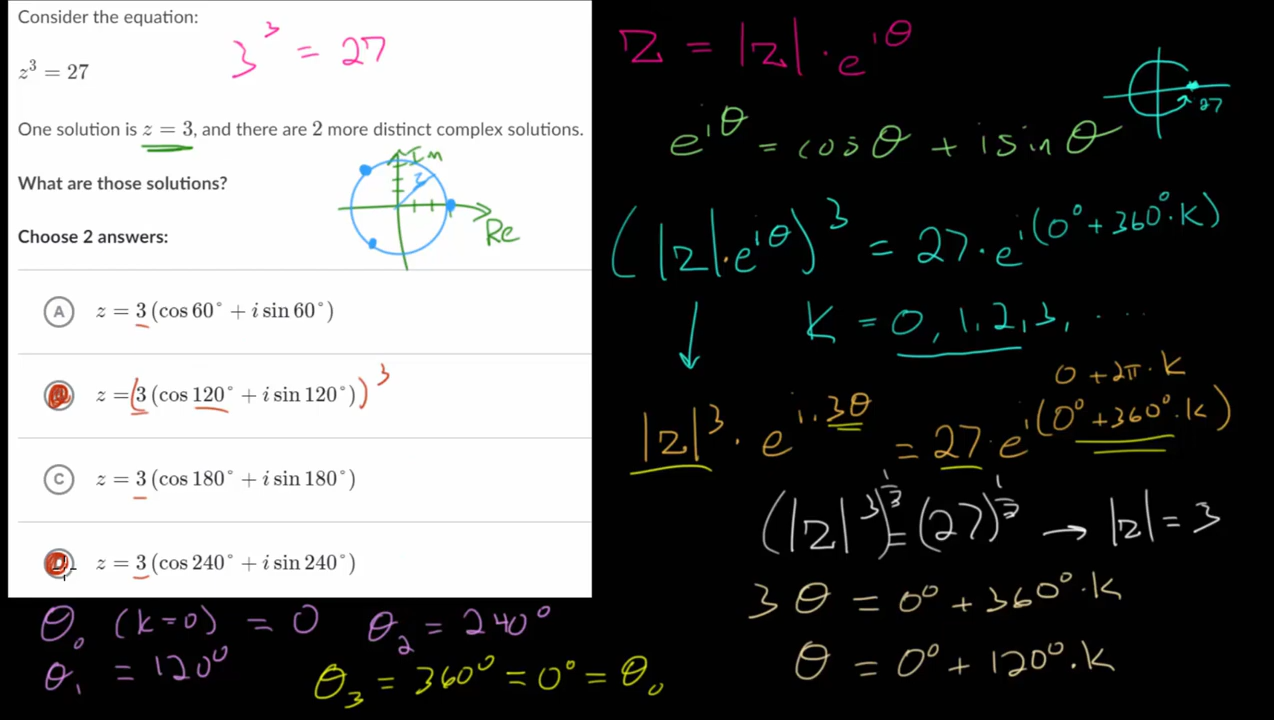 Consider the equation:
3³ = 27
z³ = 27
One solution is z = 3, and there are 2 more distinct complex solutions.
Im
3
Re
What are those solutions?
Choose 2 answers:
A z = 3 (cos 60° + i sin 60°)
z = (3 (cos 120° + i sin 120°))³
C z = 3 (cos 180° + i sin 180°)
D z = 3 (cos 240° + i sin 240°)
θ₀ (k=0) = 0
θ₁ = 120°
θ₂ = 240°
θ₃ = 360° = 0° = θ₀
z = |z| · e^iθ
27
e^iθ = cos θ + i sin θ
(|z| · e^iθ)³ = 27 · e^i(0° + 360° · k)
k = 0, 1, 2, 3, ....
0 + 2π · k
|z|³ · e^i·3θ = 27 · e^i(0° + 360° · k)
(|z|³)^1/3 = (27)^1/3 → |z| = 3
3θ = 0° + 360° · k
θ = 0° + 120° · k